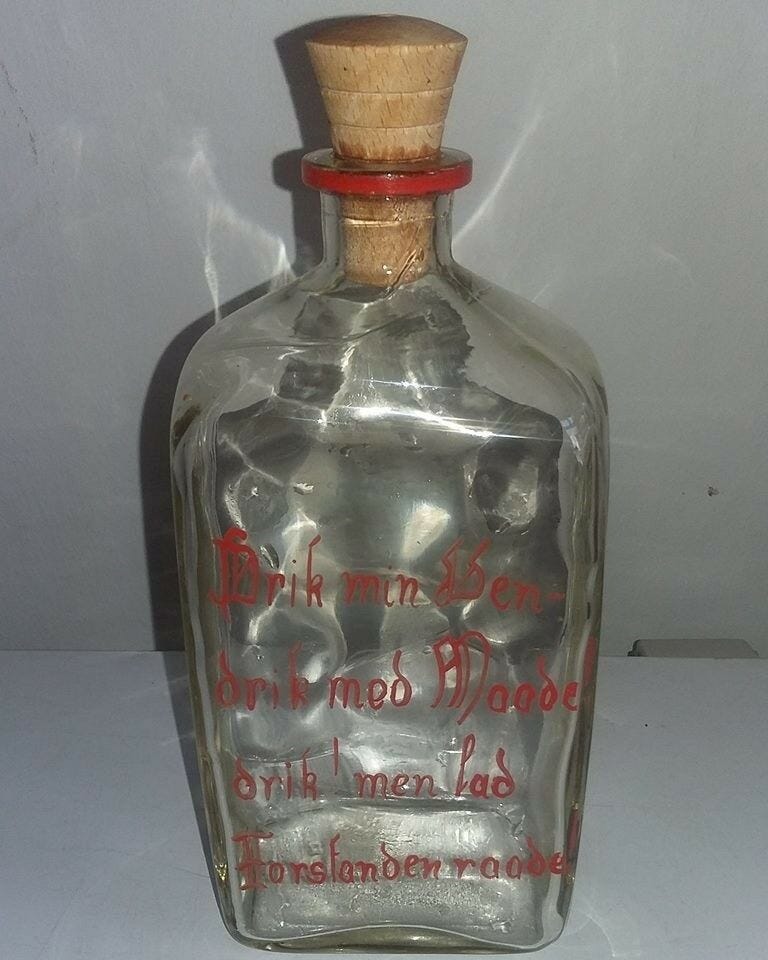 Drik min Ven-
drik med Maade!
drik! men lad
Forstanden raade!